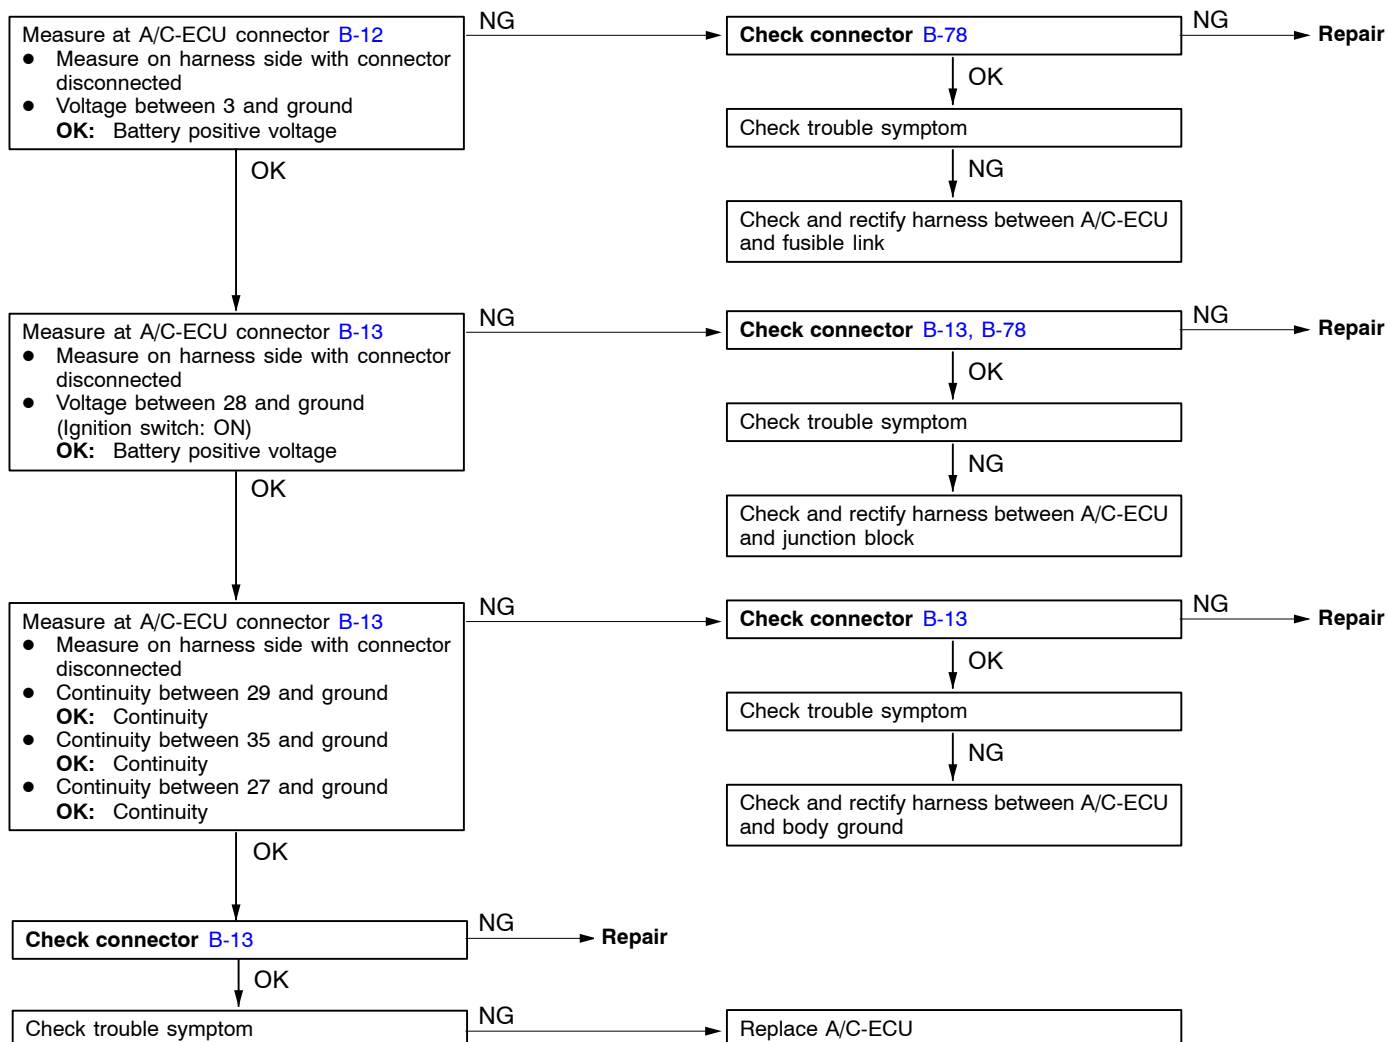 Measure at A/C-ECU connector B-12
● Measure on harness side with connector
disconnected
● Voltage between 3 and ground
OK: Battery positive voltage
NG
Check connector B-78
NG
Repair
OK
Check trouble symptom
NG
Check and rectify harness between A/C-ECU
and fusible link
OK
Measure at A/C-ECU connector B-13
● Measure on harness side with connector
disconnected
● Voltage between 28 and ground
(Ignition switch: ON)
OK: Battery positive voltage
NG
Check connector B-13, B-78
NG
Repair
OK
Check trouble symptom
NG
Check and rectify harness between A/C-ECU
and junction block
OK
Measure at A/C-ECU connector B-13
● Measure on harness side with connector
disconnected
● Continuity between 29 and ground
OK: Continuity
● Continuity between 35 and ground
OK: Continuity
● Continuity between 27 and ground
OK: Continuity
NG
Check connector B-13
NG
Repair
OK
Check trouble symptom
NG
Check and rectify harness between A/C-ECU
and body ground
OK
Check connector B-13
NG
Repair
OK
Check trouble symptom
NG
Replace A/C-ECU